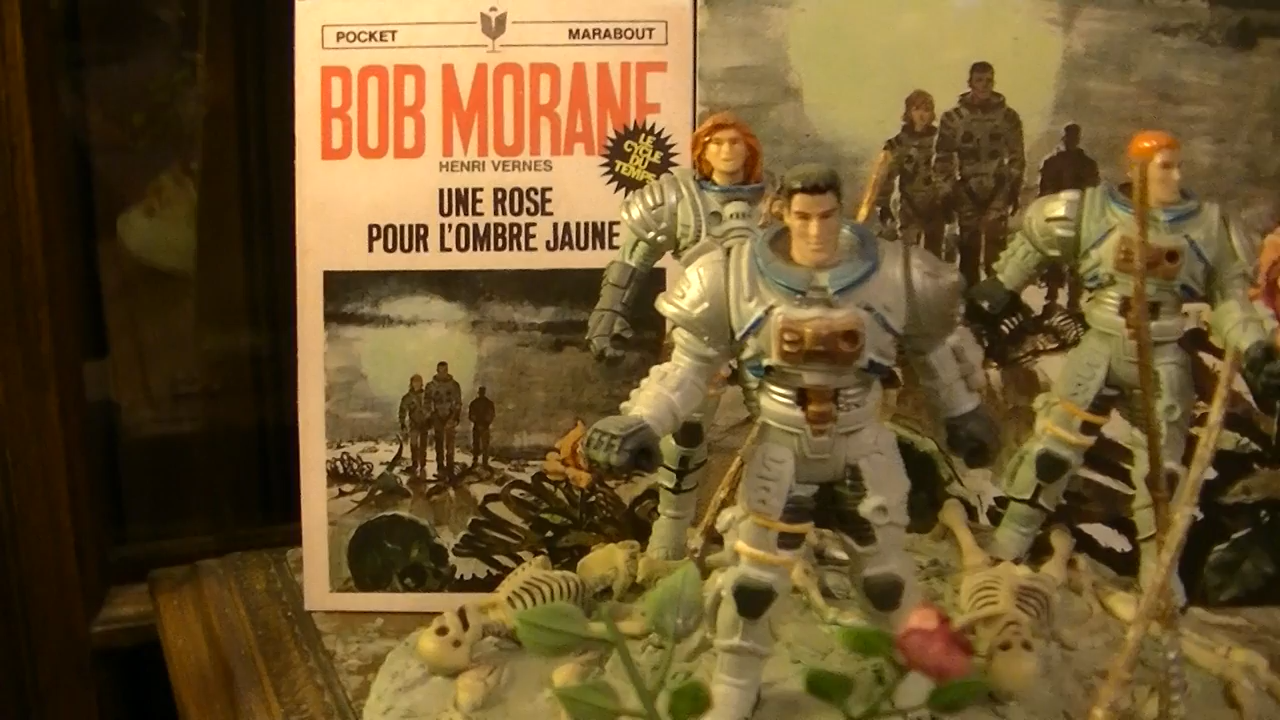 POCKET MARABOUT
BOB MORANE
HENRI VERNES
LE
CYCLE
DU
TEMPS
UNE ROSE
POUR L'OMBRE JAUNE